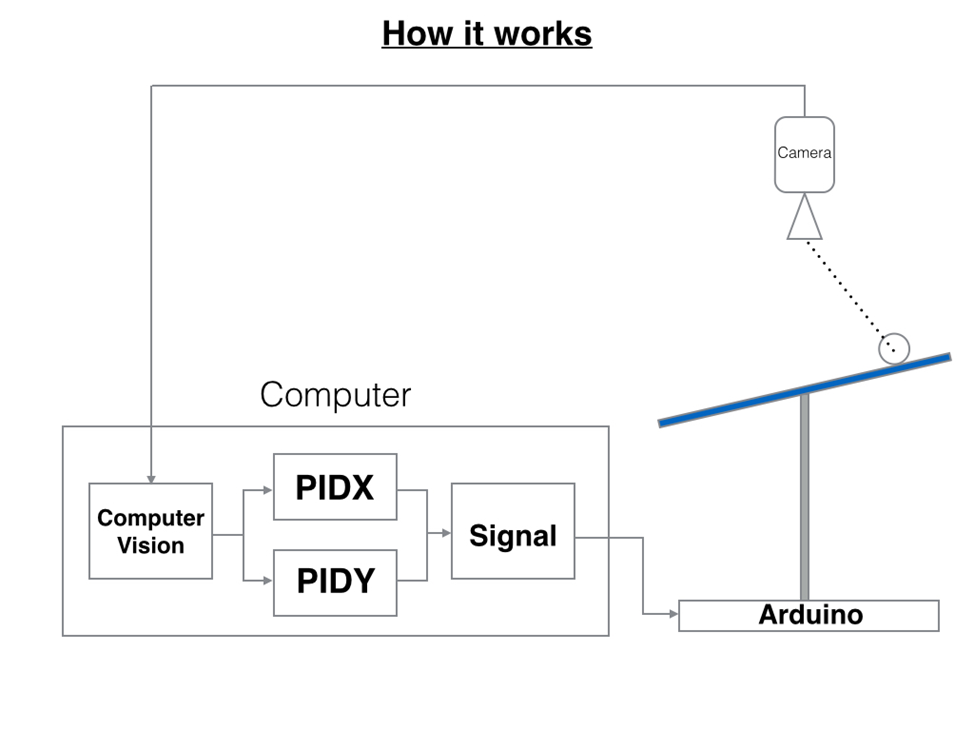 How it works
Camera
Computer
Computer
Vision
PIDX
PIDY
Signal
Arduino